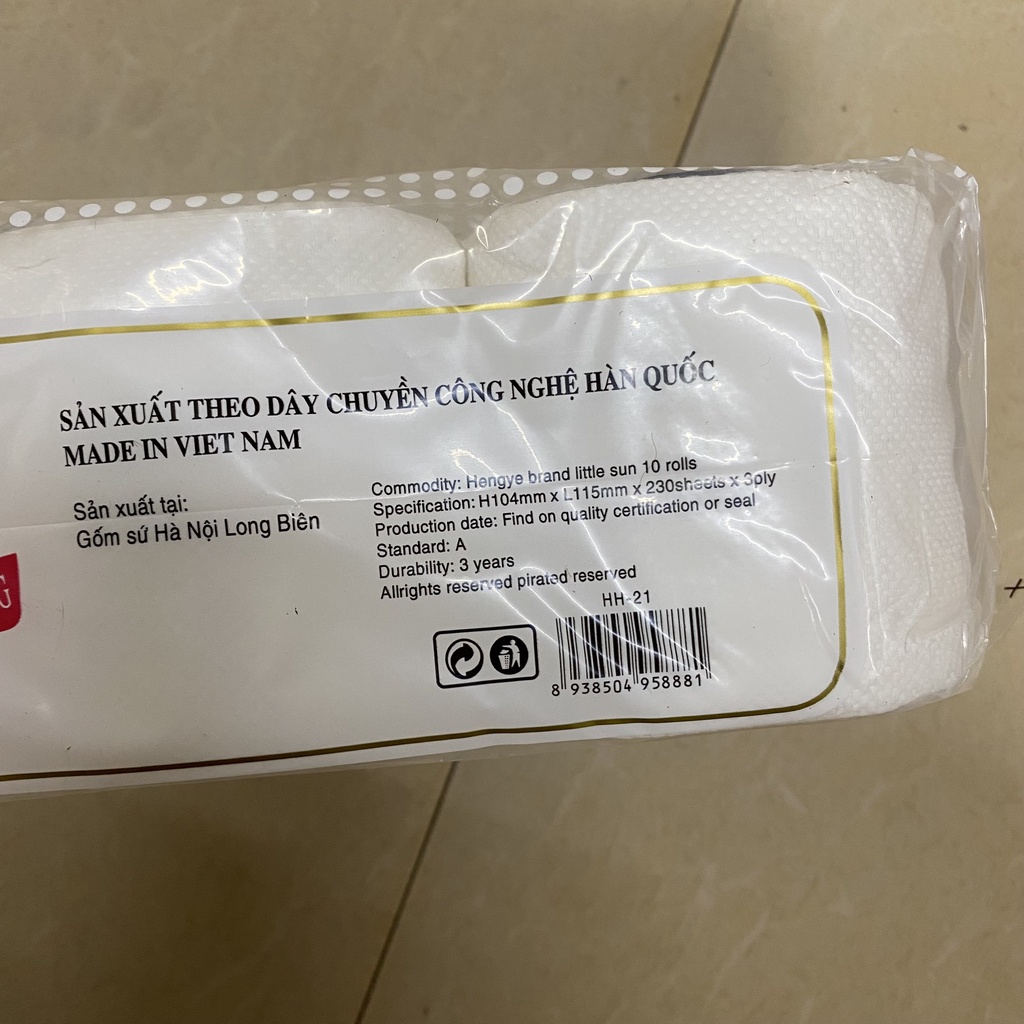 SẢN XUẤT THEO DÂY CHUYỀN CÔNG NGHỆ HÀN QUỐC
MADE IN VIET NAM
Sản xuất tại:
Gốm sứ Hà Nội Long Biên
Commodity: Hengye brand little sun 10 rolls
Specification: H104mm x L115mm x 230sheets x 3ply
Production date: Find on quality certification or seal
Standard: A
Durability: 3 years
Allrights reserved pirated reserved
HH-21
8 938504 958881